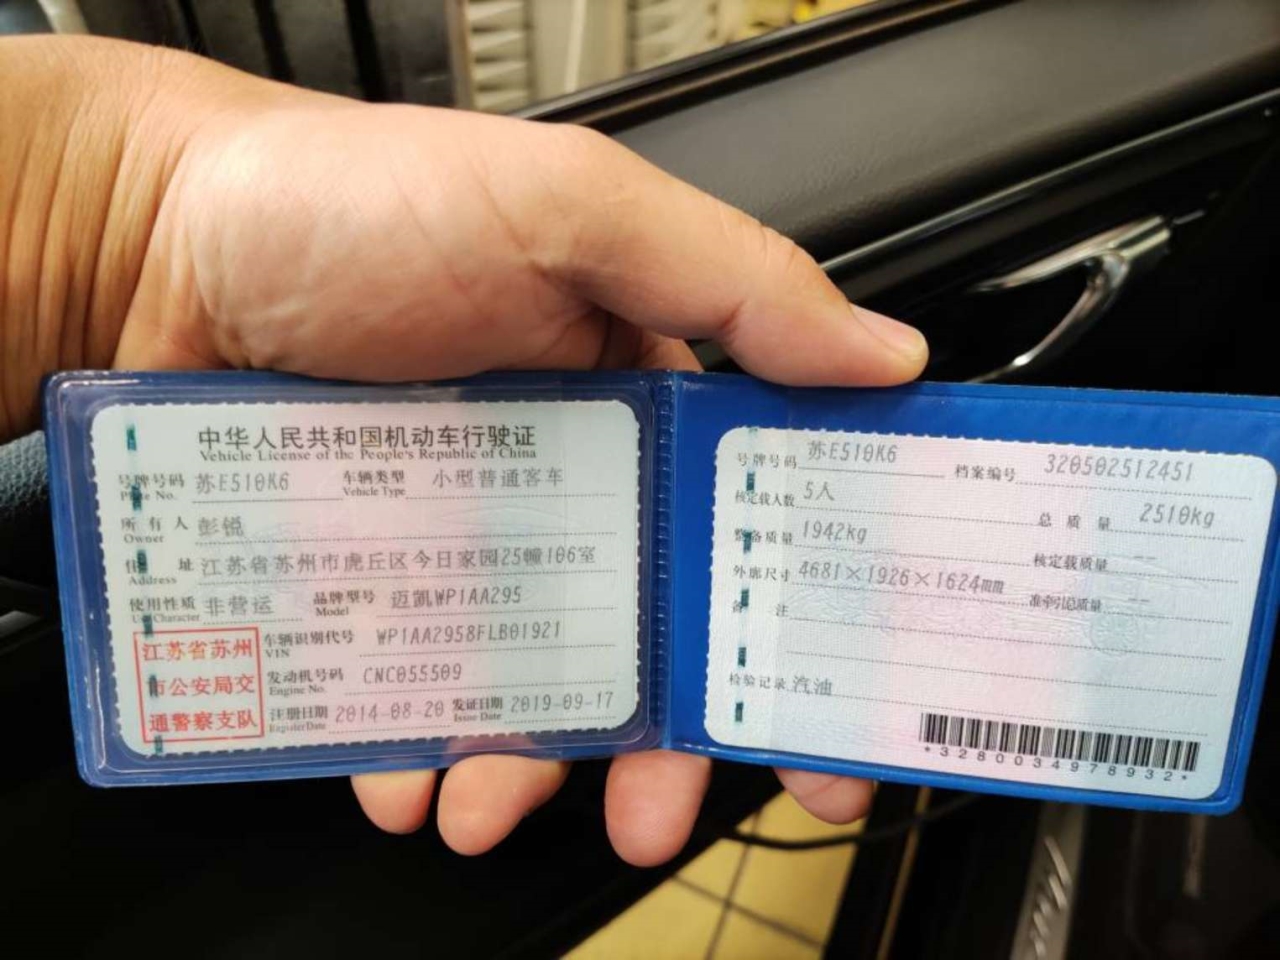 中华人民共和国机动车行驶证
Vehicle License of the People's Republic of China
号牌号码 苏E510K6 车辆类型 小型普通客车
Plate No. Vehicle Type
所有人 彭锐
Owner
住址 江苏省苏州市虎丘区今日家园25幢106室
Address
使用性质 非营运 品牌型号 迈凯WP1AA295
Use Character Model
江苏省苏州
市公安局交
通警察支队
车辆识别代号 WP1AA2958FLB01921
VIN
发动机号码 CNC055509
Engine No.
注册日期 2014-08-20 发证日期 2019-09-17
Register Date Issue Date
号牌号码 苏E510K6 档案编号 320502512451
核定载人数 5人 总质量 2510kg
整备质量 1942kg 核定载质量 --
外廓尺寸 4681×1926×1624mm 准牵引总质量 --
备注
检验记录 汽油
*3280034978932*